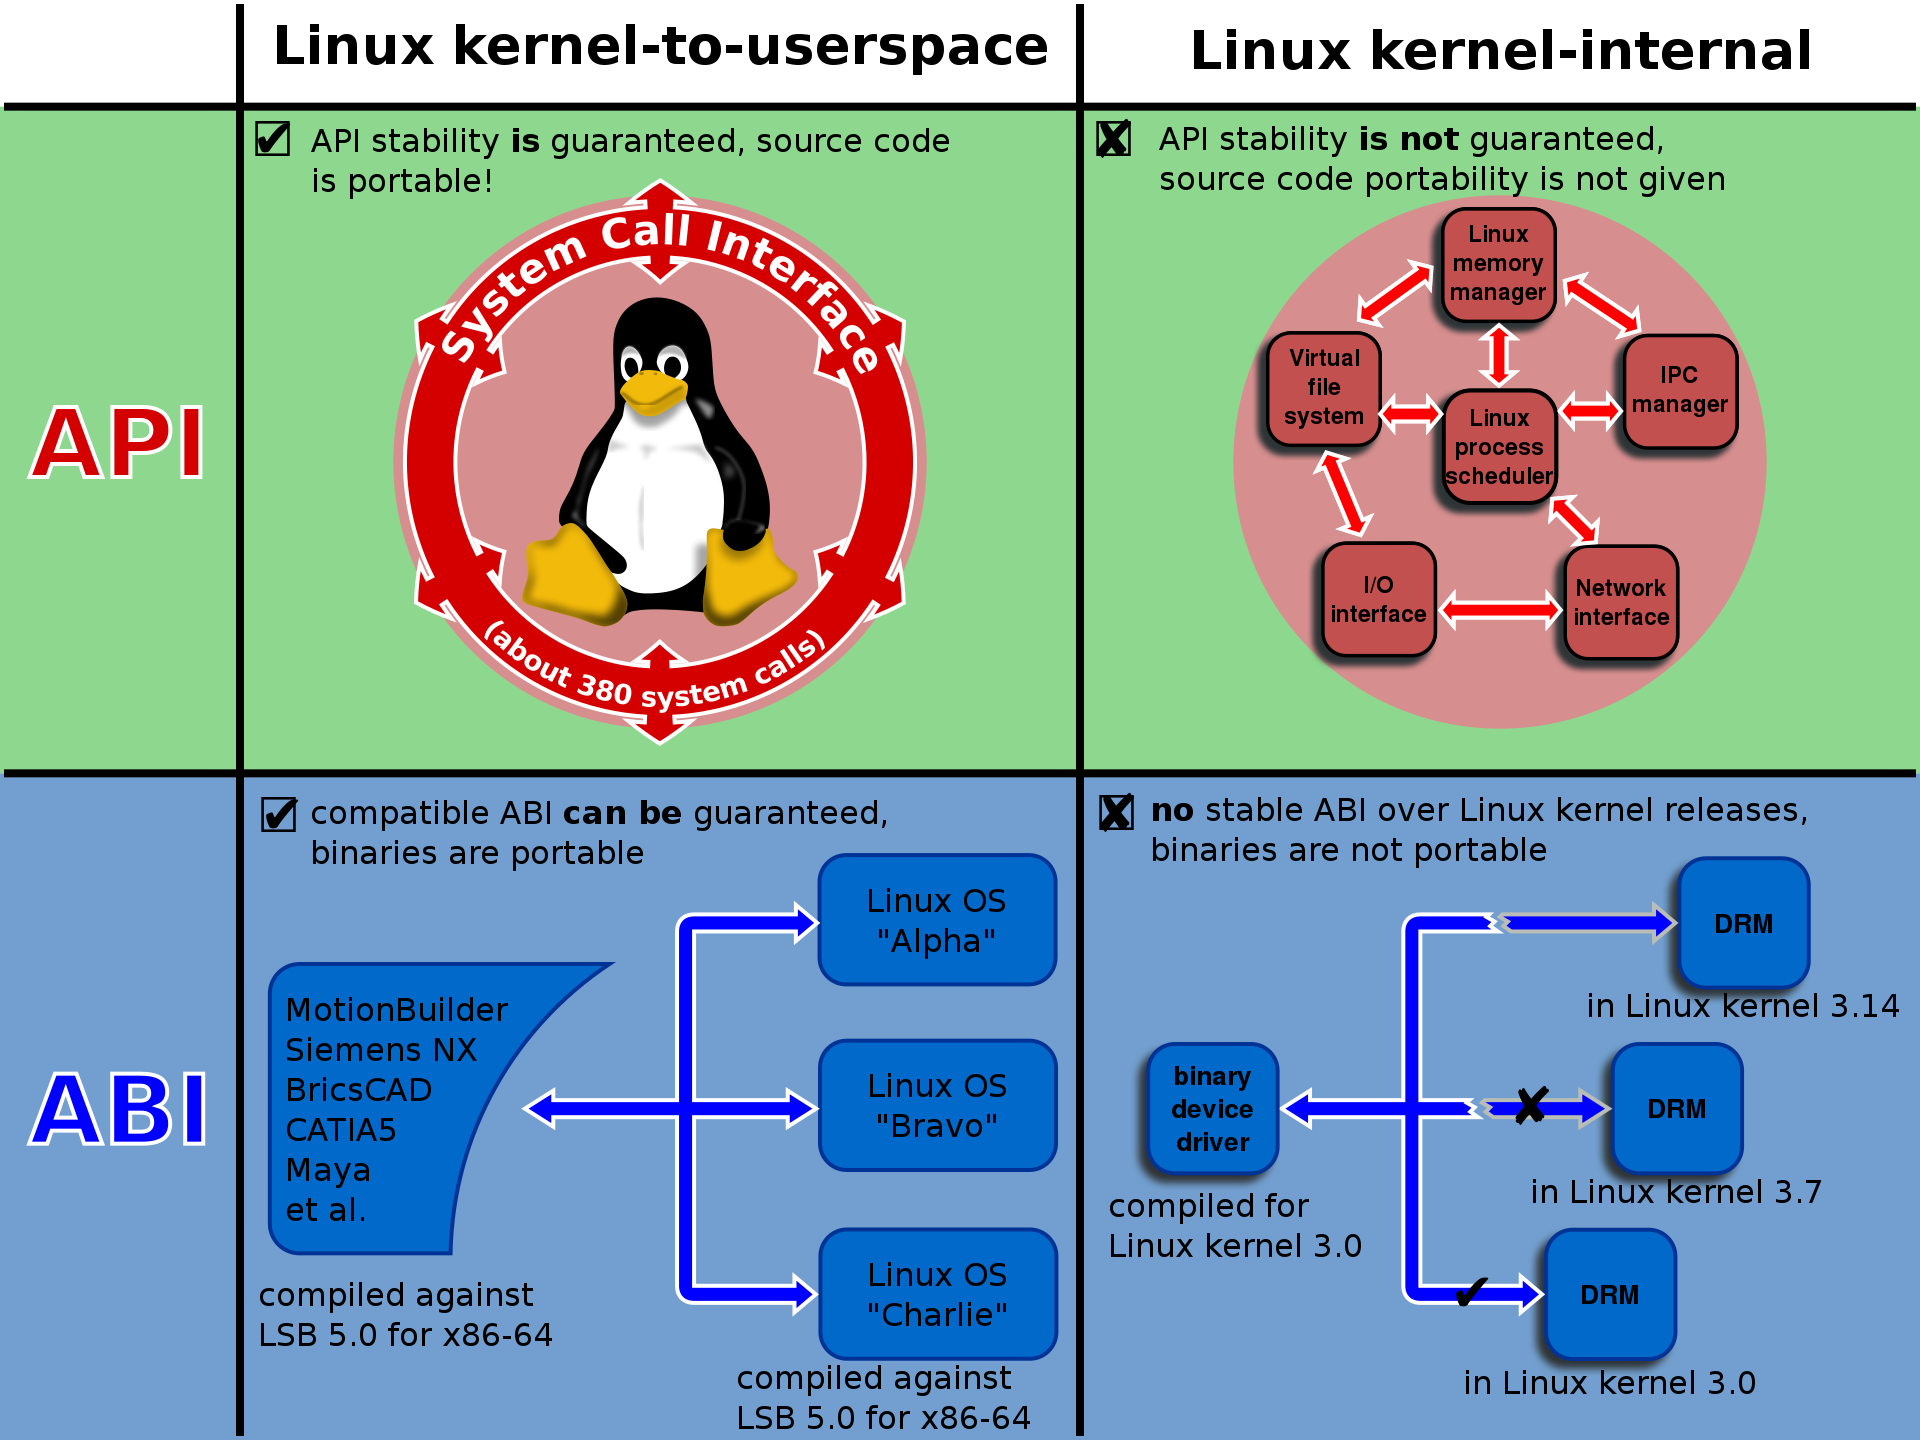 Linux kernel-to-userspace
Linux kernel-internal
API
API stability is guaranteed, source code
is portable!
System Call Interface
(about 380 system calls)
API stability is not guaranteed,
source code portability is not given
Linux
memory
manager
Virtual
file
system
IPC
manager
Linux
process
scheduler
I/O
interface
Network
interface
ABI
compatible ABI can be guaranteed,
binaries are portable
MotionBuilder
Siemens NX
BricsCAD
CATIA5
Maya
et al.
compiled against
LSB 5.0 for x86-64
Linux OS
"Alpha"
Linux OS
"Bravo"
Linux OS
"Charlie"
compiled against
LSB 5.0 for x86-64
no stable ABI over Linux kernel releases,
binaries are not portable
binary
device
driver
compiled for
Linux kernel 3.0
DRM
in Linux kernel 3.14
DRM
in Linux kernel 3.7
DRM
in Linux kernel 3.0